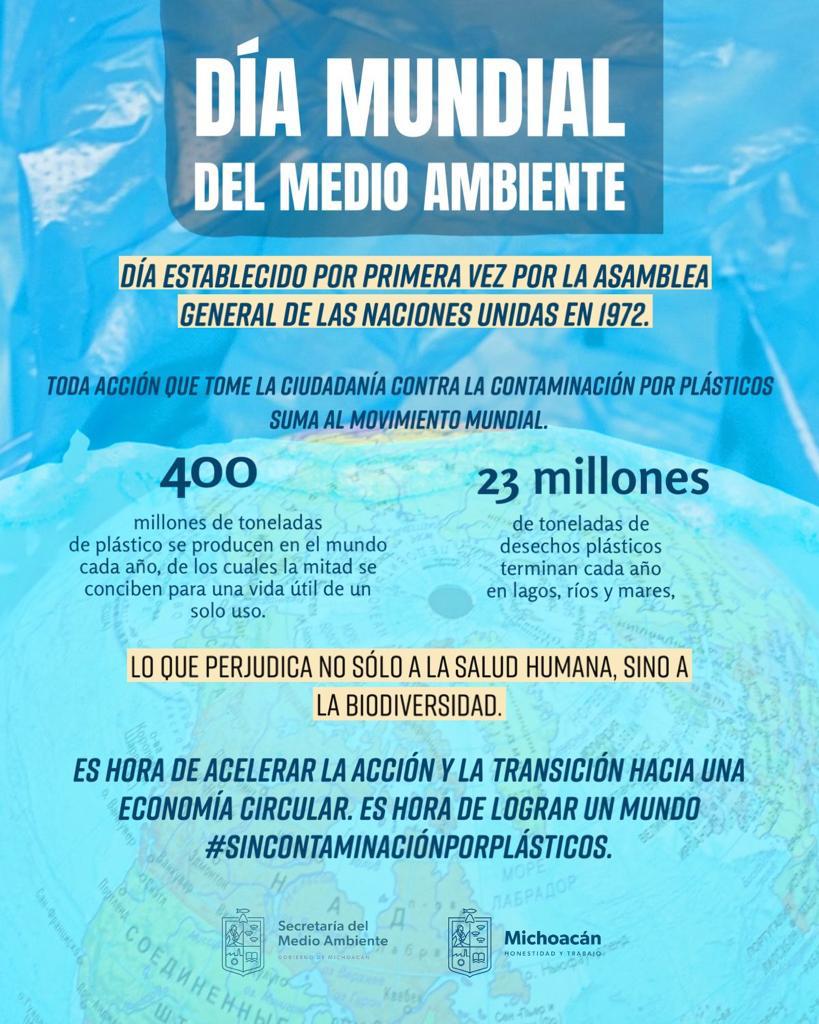 DÍA MUNDIAL
DEL MEDIO AMBIENTE
DÍA ESTABLECIDO POR PRIMERA VEZ POR LA ASAMBLEA
GENERAL DE LAS NACIONES UNIDAS EN 1972.
TODA ACCIÓN QUE TOME LA CIUDADANÍA CONTRA LA CONTAMINACIÓN POR PLÁSTICOS
SUMA AL MOVIMIENTO MUNDIAL.
400
millones de toneladas
de plástico se producen en el mundo
cada año, de los cuales la mitad se
conciben para una vida útil de un
solo uso.
23 millones
de toneladas de
desechos plásticos
terminan cada año
en lagos, ríos y mares,
LO QUE PERJUDICA NO SÓLO A LA SALUD HUMANA, SINO A
LA BIODIVERSIDAD.
ES HORA DE ACELERAR LA ACCIÓN Y LA TRANSICIÓN HACIA UNA
ECONOMÍA CIRCULAR. ES HORA DE LOGRAR UN MUNDO
#SINCONTAMINACIÓNPORPLÁSTICOS.
МОРЕ
ЛАБРАДОР
КАНАДА
СОЕДИНЕННЫЕ
Квебек
Secretaría del
Medio Ambiente
GOBIERNO DE MICHOACÁN
Michoacán
HONESTIDAD Y TRABAJO